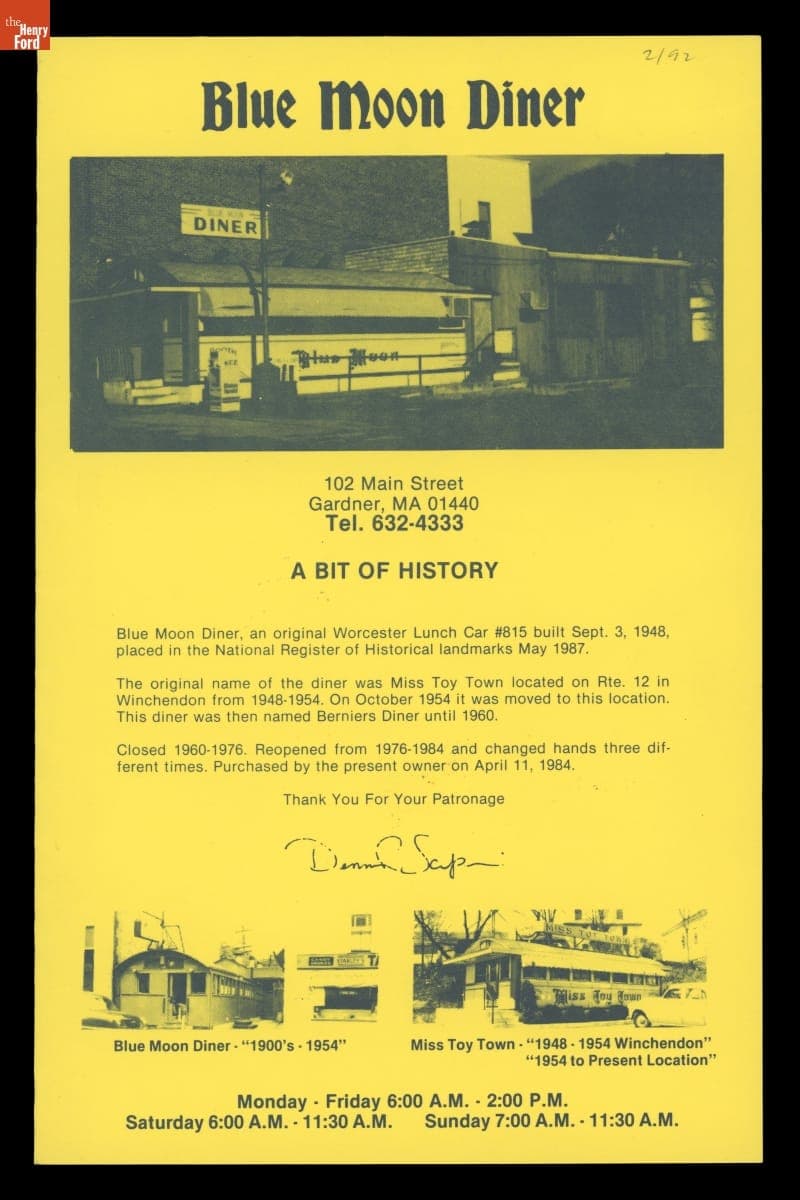 the
Henry
Ford
2/92
Blue Moon Diner
DINER
Blue Moon
102 Main Street
Gardner, MA 01440
Tel. 632-4333
A BIT OF HISTORY
Blue Moon Diner, an original Worcester Lunch Car #815 built Sept. 3, 1948,
placed in the National Register of Historical landmarks May 1987.
The original name of the diner was Miss Toy Town located on Rte. 12 in
Winchendon from 1948-1954. On October 1954 it was moved to this location.
This diner was then named Berniers Diner until 1960.
Closed 1960-1976. Reopened from 1976-1984 and changed hands three dif-
ferent times. Purchased by the present owner on April 11, 1984.
Thank You For Your Patronage
MISS TOY TOWN
Miss Toy Town
Blue Moon Diner - "1900's - 1954"
Miss Toy Town - "1948 - 1954 Winchendon"
"1954 to Present Location"
Monday - Friday 6:00 A.M. - 2:00 P.M.
Saturday 6:00 A.M. - 11:30 A.M. Sunday 7:00 A.M. - 11:30 A.M.